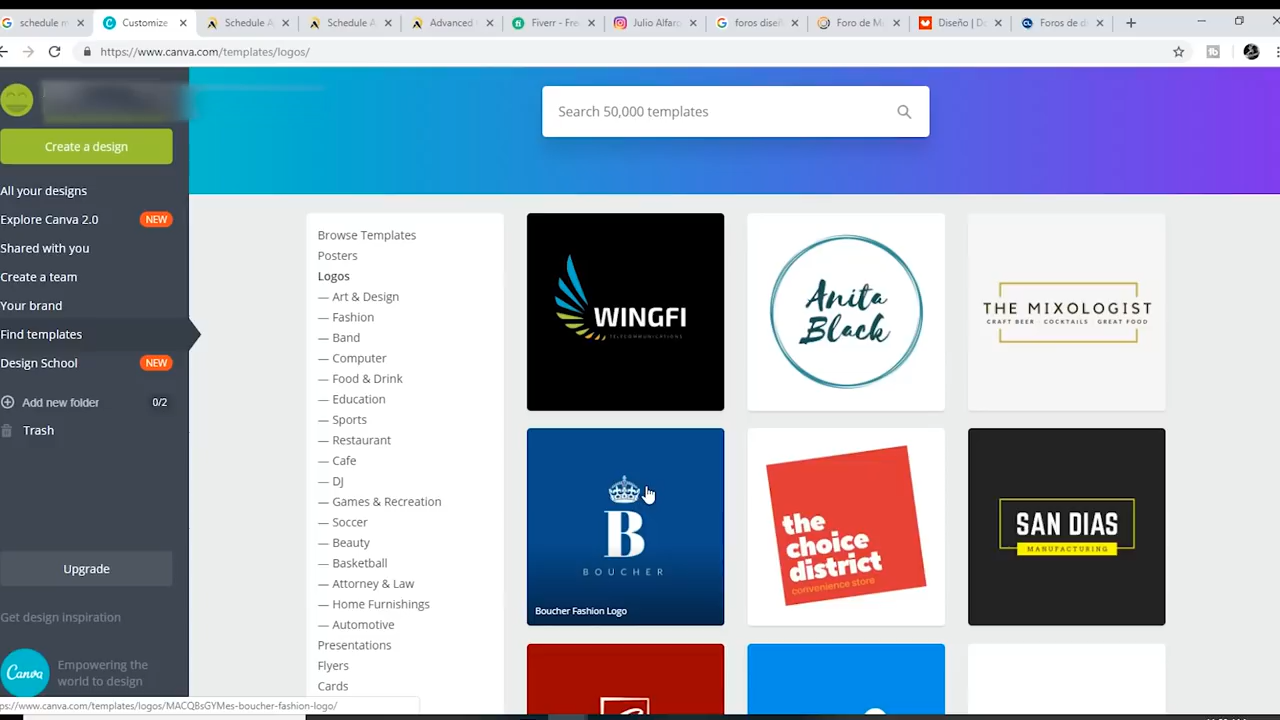 schedule m
Customize
Schedule A
Schedule A
Advanced
Fiverr - Fre
Julio Alfaro
foros diseñ
Foro de M
Diseño | Do
Foros de d
https://www.canva.com/templates/logos/
Search 50,000 templates
Create a design
All your designs
Explore Canva 2.0
NEW
Shared with you
Create a team
Your brand
Find templates
Design School
NEW
Add new folder
0/2
Trash
Upgrade
Get design inspiration
Canva
Empowering the
world to design
Browse Templates
Posters
Logos
— Art & Design
— Fashion
— Band
— Computer
— Food & Drink
— Education
— Sports
— Restaurant
— Cafe
— DJ
— Games & Recreation
— Soccer
— Beauty
— Basketball
— Attorney & Law
— Home Furnishings
— Automotive
Presentations
Flyers
Cards
WINGFI
TELECOMMUNICATIONS
Anita
Black
THE MIXOLOGIST
CRAFT BEER COCKTAILS GREAT FOOD
B
BOUCHER
Boucher Fashion Logo
the
choice
district
convenience store
SAN DIAS
MANUFACTURING
ps://www.canva.com/templates/logos/MACQBsGYMes-boucher-fashion-logo/